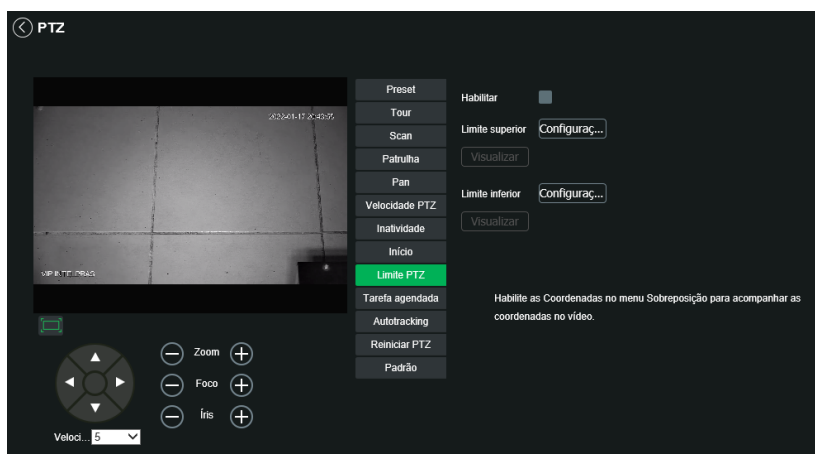 PTZ
2022-01-17 20:43:55
VIP INTELBRAS
Preset
Tour
Scan
Patrulha
Pan
Velocidade PTZ
Inatividade
Início
Limite PTZ
Tarefa agendada
Autotracking
Reiniciar PTZ
Padrão
Habilitar
Limite superior Configuraç...
Visualizar
Limite inferior Configuraç...
Visualizar
Habilite as Coordenadas no menu Sobreposição para acompanhar as
coordenadas no vídeo.
Zoom
Foco
Íris
Veloci... 5